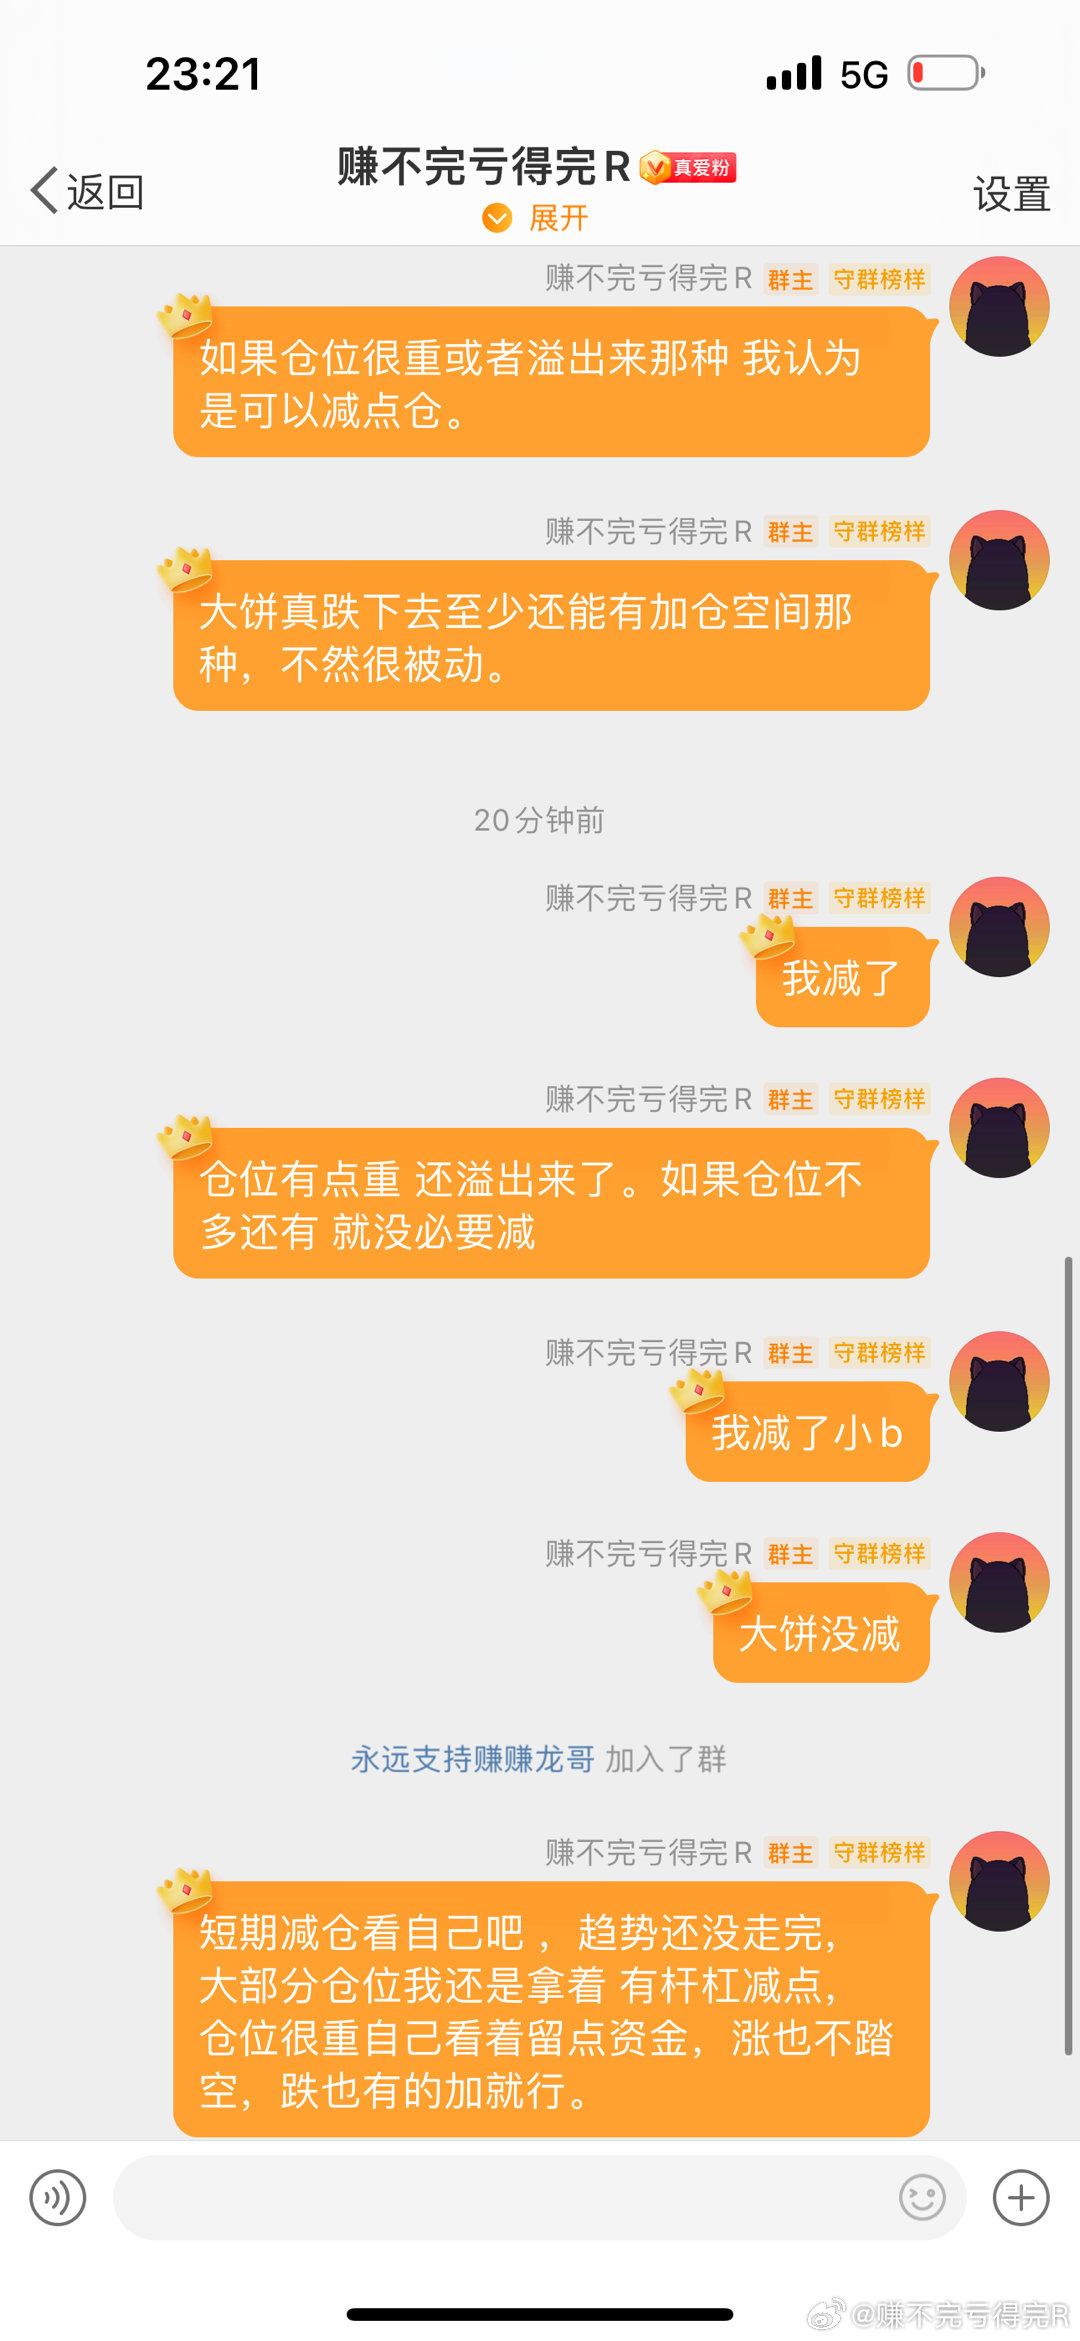 23:21
5G
返回
赚不完亏得完R
真爱粉
展开
设置
赚不完亏得完R 群主 守群榜样
如果仓位很重或者溢出来那种 我认为
是可以减点仓。
赚不完亏得完R 群主 守群榜样
大饼真跌下去至少还能有加仓空间那
种，不然很被动。
20分钟前
赚不完亏得完R 群主 守群榜样
我减了
赚不完亏得完R 群主 守群榜样
仓位有点重 还溢出来了。如果仓位不
多还有 就没必要减
赚不完亏得完R 群主 守群榜样
我减了小b
赚不完亏得完R 群主 守群榜样
大饼没减
永远支持赚赚龙哥 加入了群
赚不完亏得完R 群主 守群榜样
短期减仓看自己吧 ，趋势还没走完，
大部分仓位我还是拿着 有杆杠减点，
仓位很重自己看着留点资金，涨也不踏
空，跌也有的加就行。
@赚不完亏得完R